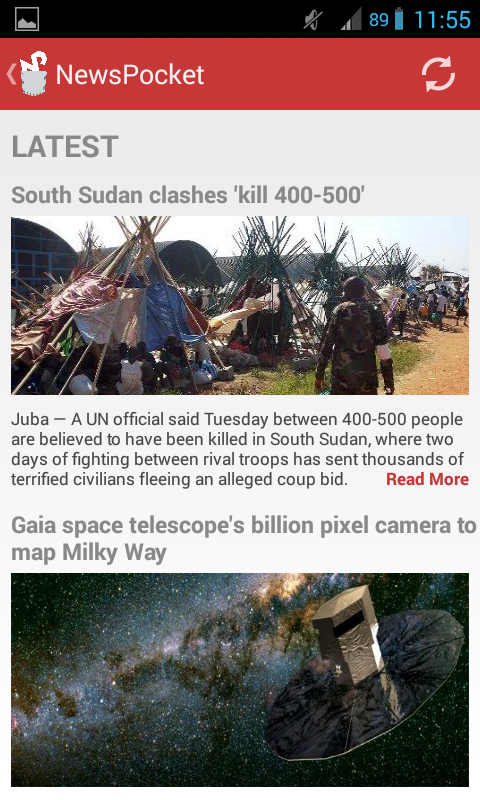 89 11:55
NewsPocket
LATEST
South Sudan clashes 'kill 400-500'
Juba — A UN official said Tuesday between 400-500 people
are believed to have been killed in South Sudan, where two
days of fighting between rival troops has sent thousands of
terrified civilians fleeing an alleged coup bid. Read More
Gaia space telescope's billion pixel camera to
map Milky Way